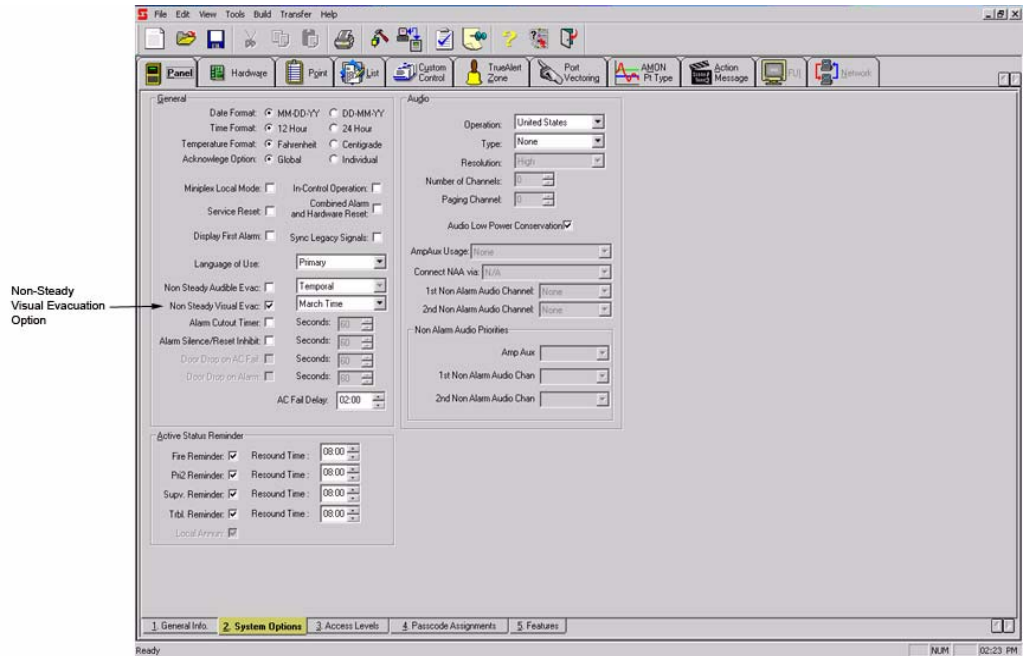 File Edit View Tools Build Transfer Help
Panel Hardware Point List Custom Control TrueAlert Zone Port Vectoring AMON Pt Type Action Message FUI Network
General
Date Format: MM-DD-YY DD-MM-YY
Time Format: 12 Hour 24 Hour
Temperature Format: Fahrenheit Centigrade
Acknowlege Option: Global Individual
Miniplex Local Mode: In-Control Operation:
Service Reset: Combined Alarm and Hardware Reset:
Display First Alarm: Sync Legacy Signals:
Language of Use: Primary
Non Steady Audible Evac: Temporal
Non Steady Visual Evac: March Time
Alarm Cutout Timer: Seconds: 60
Alarm Silence/Reset Inhibit: Seconds: 60
Door Drop on AC Fail: Seconds: 60
Door Drop on Alarm: Seconds: 60
AC Fail Delay: 02:00
Non-Steady
Visual Evacuation
Option
Active Status Reminder
Fire Reminder: Resound Time : 08:00
Pri2 Reminder: Resound Time : 08:00
Supv. Reminder: Resound Time : 08:00
Trbl. Reminder: Resound Time : 08:00
Local Annun:
Audio
Operation: United States
Type: None
Resolution: High
Number of Channels: 0
Paging Channel: 0
Audio Low Power Conservation
AmpAux Usage: None
Connect NAA via: N/A
1st Non Alarm Audio Channel: None
2nd Non Alarm Audio Channel: None
Non Alarm Audio Priorities
Amp Aux
1st Non Alarm Audio Chan
2nd Non Alarm Audio Chan
1. General Info. 2. System Options 3. Access Levels 4. Passcode Assignments 5. Features
Ready NUM 02:23 PM